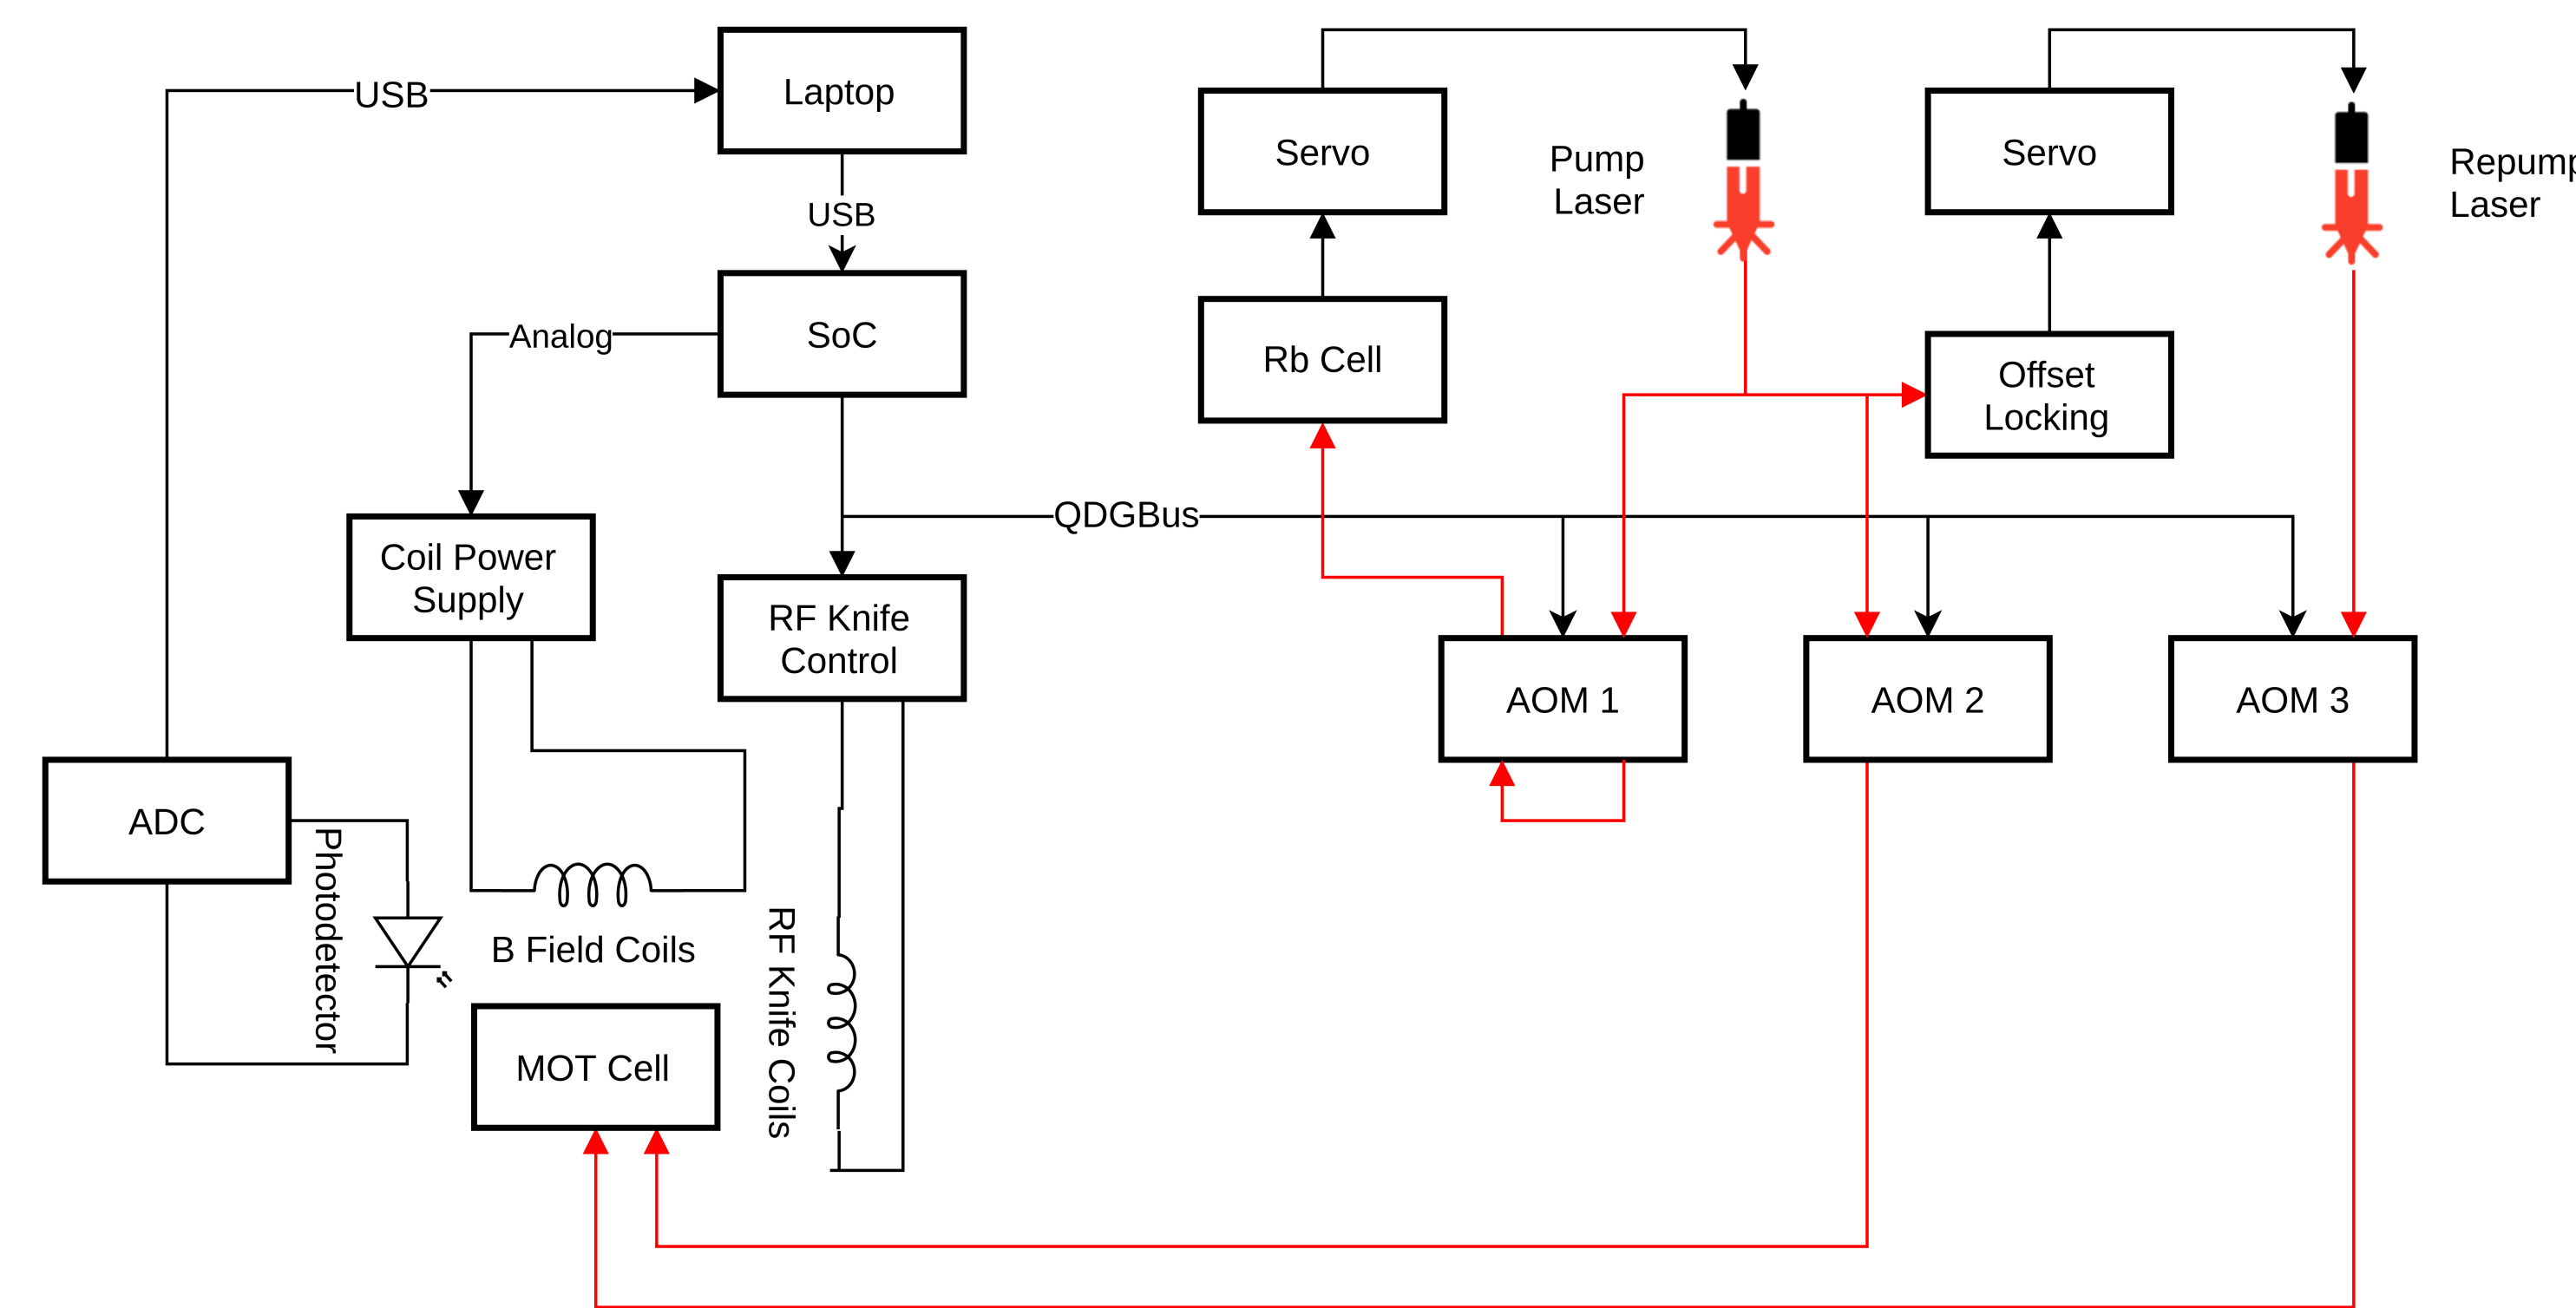 Laptop
USB
Servo
Servo
Pump
Laser
Repump
Laser
USB
SoC
Analog
Rb Cell
Offset
Locking
QDGBus
Coil Power
Supply
RF Knife
Control
AOM 1
AOM 2
AOM 3
ADC
Photodetector
B Field Coils
RF Knife Coils
MOT Cell